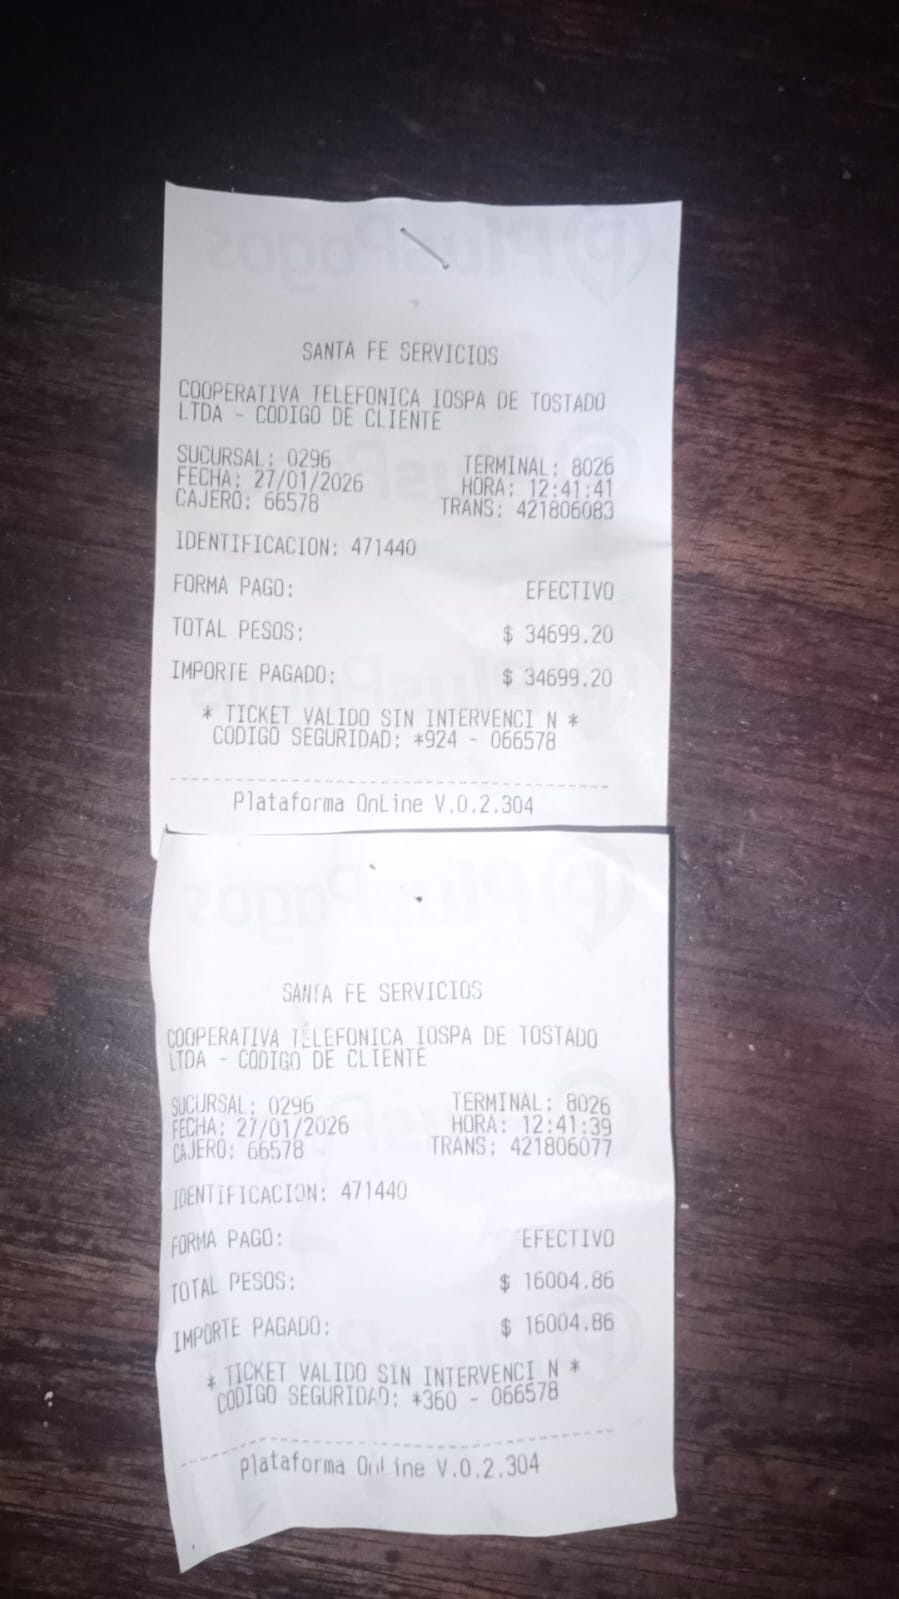 SANTA FE SERVICIOS
COOPERATIVA TELEFONICA IOSPA DE TOSTADO
LTDA - CODIGO DE CLIENTE
SUCURSAL: 0296 TERMINAL: 8026
FECHA: 27/01/2026 HORA: 12:41:41
CAJERO: 66578 TRANS: 421806083
IDENTIFICACION: 471440
FORMA PAGO: EFECTIVO
TOTAL PESOS: $ 34699.20
IMPORTE PAGADO: $ 34699.20
* TICKET VALIDO SIN INTERVENCI N *
CODIGO SEGURIDAD: *924 - 066578
Plataforma OnLine V.0.2.304
PlusPagos
SANTA FE SERVICIOS
COOPERATIVA TELEFONICA IOSPA DE TOSTADO
LTDA - CODIGO DE CLIENTE
SUCURSAL: 0296 TERMINAL: 8026
FECHA: 27/01/2026 HORA: 12:41:39
CAJERO: 66578 TRANS: 421806077
IDENTIFICACION: 471440
FORMA PAGO: EFECTIVO
TOTAL PESOS: $ 16004.86
IMPORTE PAGADO: $ 16004.86
* TICKET VALIDO SIN INTERVENCI N *
CODIGO SEGURIDAD: *360 - 066578
Plataforma OnLine V.0.2.304